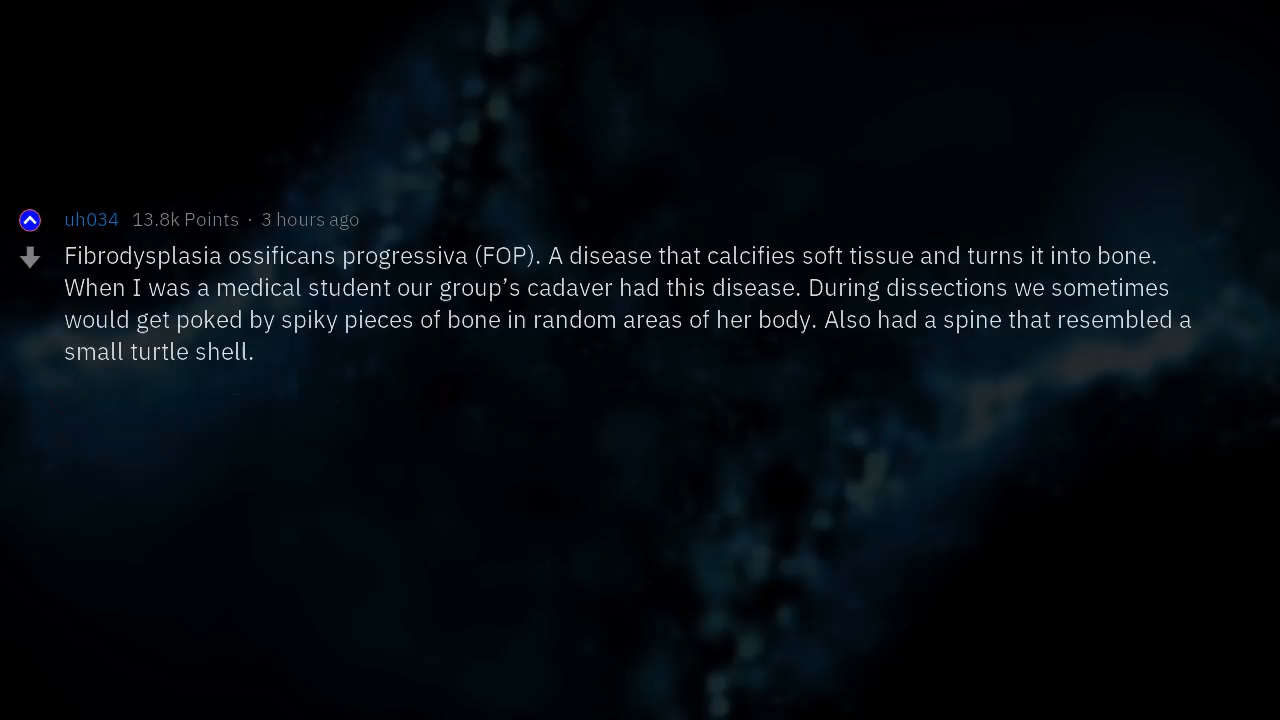 uh034 13.8k Points · 3 hours ago
Fibrodysplasia ossificans progressiva (FOP). A disease that calcifies soft tissue and turns it into bone.
When I was a medical student our group’s cadaver had this disease. During dissections we sometimes
would get poked by spiky pieces of bone in random areas of her body. Also had a spine that resembled a
small turtle shell.